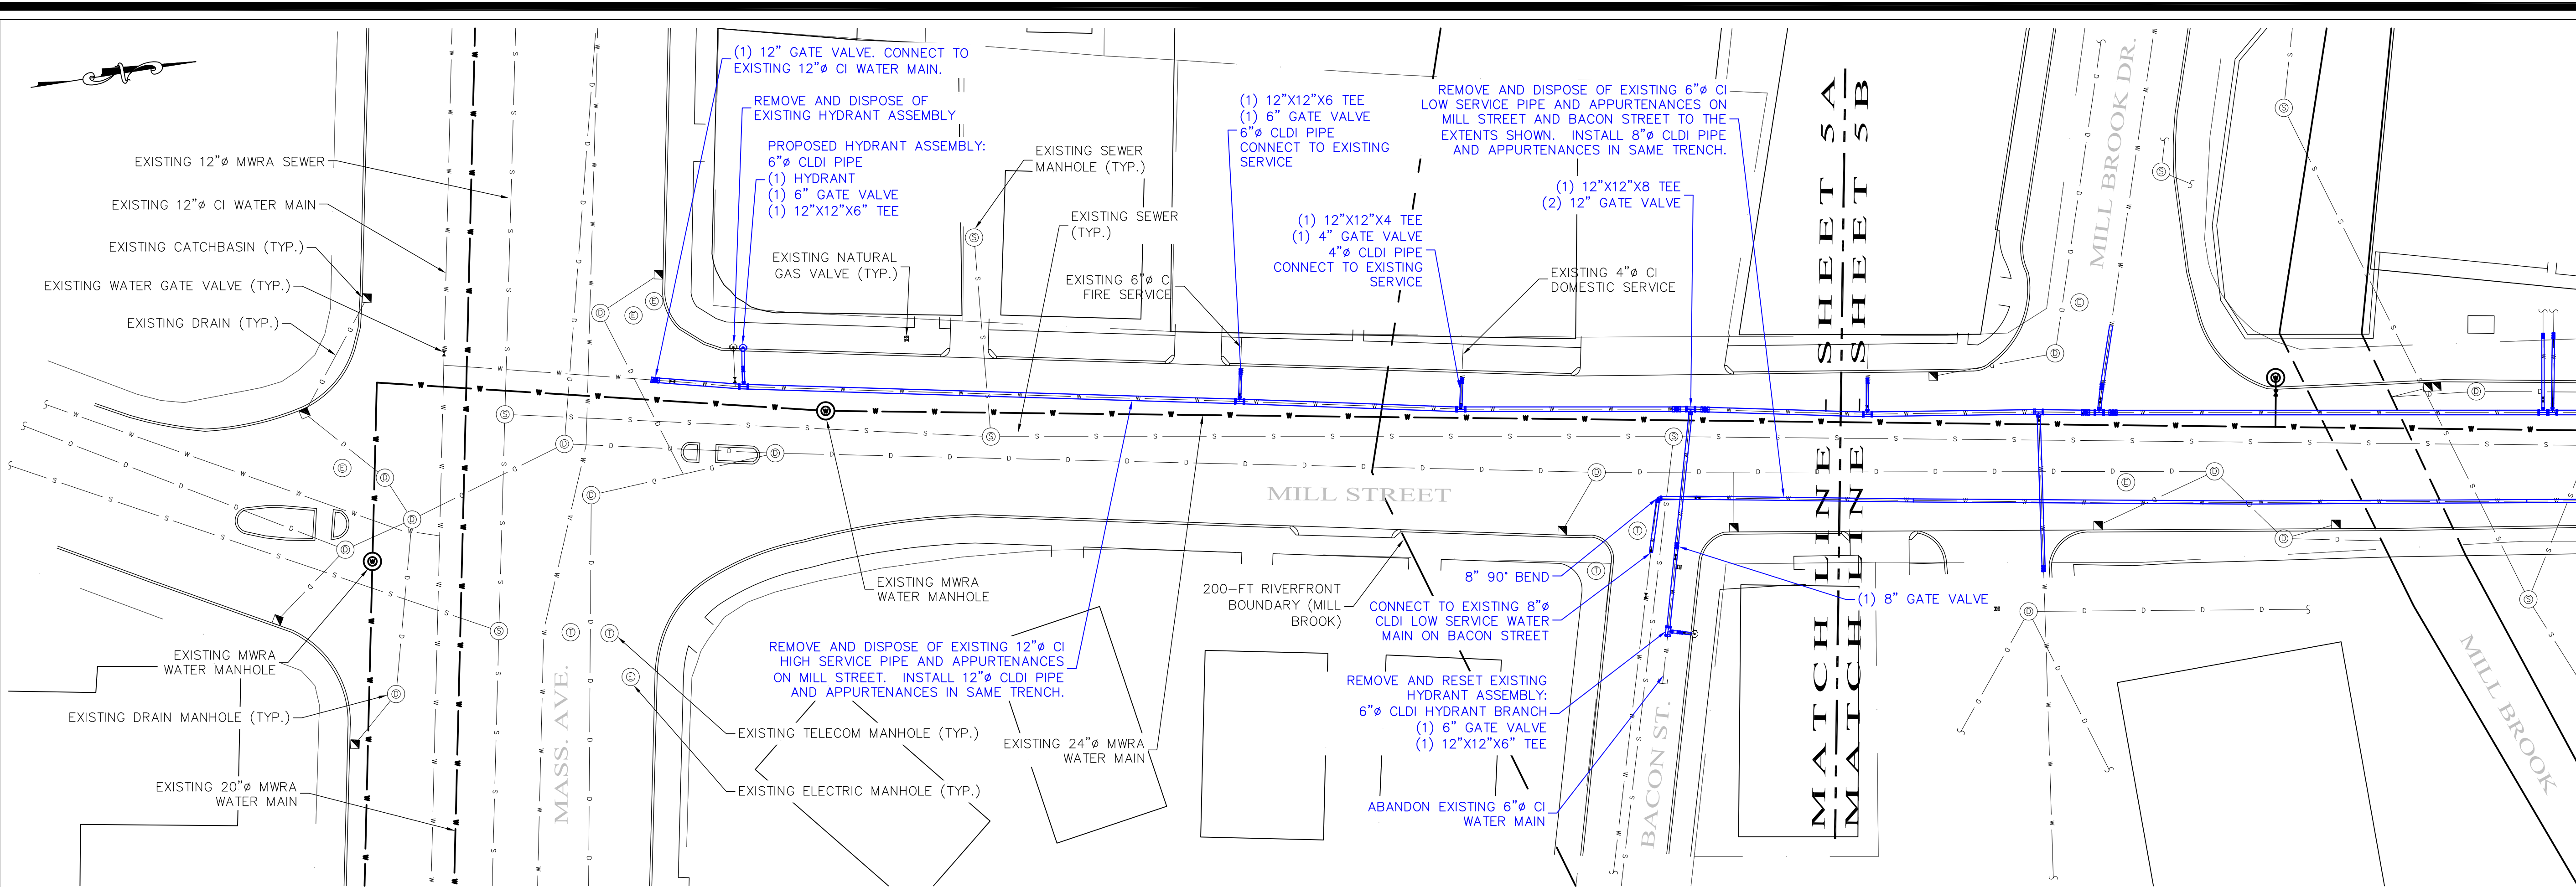 (1) 12" GATE VALVE. CONNECT TO
EXISTING 12"ø CI WATER MAIN.
REMOVE AND DISPOSE OF
EXISTING HYDRANT ASSEMBLY
PROPOSED HYDRANT ASSEMBLY:
6"ø CLDI PIPE
(1) HYDRANT
(1) 6" GATE VALVE
(1) 12"X12"X6" TEE
EXISTING 12"ø MWRA SEWER
EXISTING 12"ø CI WATER MAIN
EXISTING CATCHBASIN (TYP.)
EXISTING WATER GATE VALVE (TYP.)
EXISTING DRAIN (TYP.)
EXISTING NATURAL
GAS VALVE (TYP.)
EXISTING SEWER
MANHOLE (TYP.)
EXISTING SEWER
(TYP.)
EXISTING 6"ø C
FIRE SERVICE
(1) 12"X12"X6 TEE
(1) 6" GATE VALVE
6"ø CLDI PIPE
CONNECT TO EXISTING
SERVICE
(1) 12"X12"X4 TEE
(1) 4" GATE VALVE
4"ø CLDI PIPE
CONNECT TO EXISTING
SERVICE
REMOVE AND DISPOSE OF EXISTING 6"ø CI
LOW SERVICE PIPE AND APPURTENANCES ON
MILL STREET AND BACON STREET TO THE
EXTENTS SHOWN. INSTALL 8"ø CLDI PIPE
AND APPURTENANCES IN SAME TRENCH.
(1) 12"X12"X8 TEE
(2) 12" GATE VALVE
EXISTING 4"ø CI
DOMESTIC SERVICE
MATCH LINE SHEET 5A
MATCH LINE SHEET 5B
MILL BROOK DR.
MILL STREET
EXISTING MWRA
WATER MANHOLE
EXISTING DRAIN MANHOLE (TYP.)
EXISTING 20"ø MWRA
WATER MAIN
MASS. AVE.
EXISTING MWRA
WATER MANHOLE
REMOVE AND DISPOSE OF EXISTING 12"ø CI
HIGH SERVICE PIPE AND APPURTENANCES
ON MILL STREET. INSTALL 12"ø CLDI PIPE
AND APPURTENANCES IN SAME TRENCH.
EXISTING TELECOM MANHOLE (TYP.)
EXISTING ELECTRIC MANHOLE (TYP.)
EXISTING 24"ø MWRA
WATER MAIN
200-FT RIVERFRONT
BOUNDARY (MILL
BROOK)
8" 90° BEND
CONNECT TO EXISTING 8"ø
CLDI LOW SERVICE WATER
MAIN ON BACON STREET
REMOVE AND RESET EXISTING
HYDRANT ASSEMBLY:
6"ø CLDI HYDRANT BRANCH
(1) 6" GATE VALVE
(1) 12"X12"X6" TEE
ABANDON EXISTING 6"ø CI
WATER MAIN
(1) 8" GATE VALVE
BACON ST.
MILL BROOK